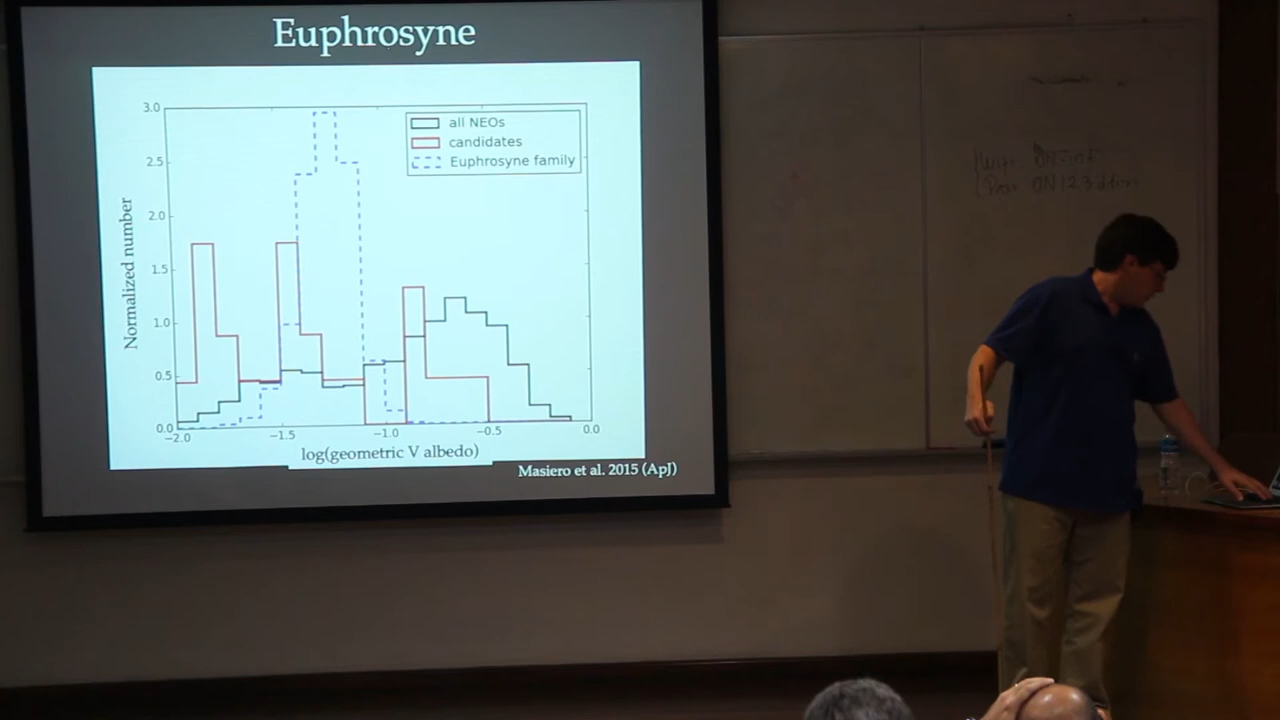 Euphrosyne
3.0
2.5
2.0
1.5
1.0
0.5
0.0
Normalized number
all NEOs
candidates
Euphrosyne family
−2.0 −1.5 −1.0 −0.5 0.0
log(geometric V albedo)
Masiero et al. 2015 (ApJ)